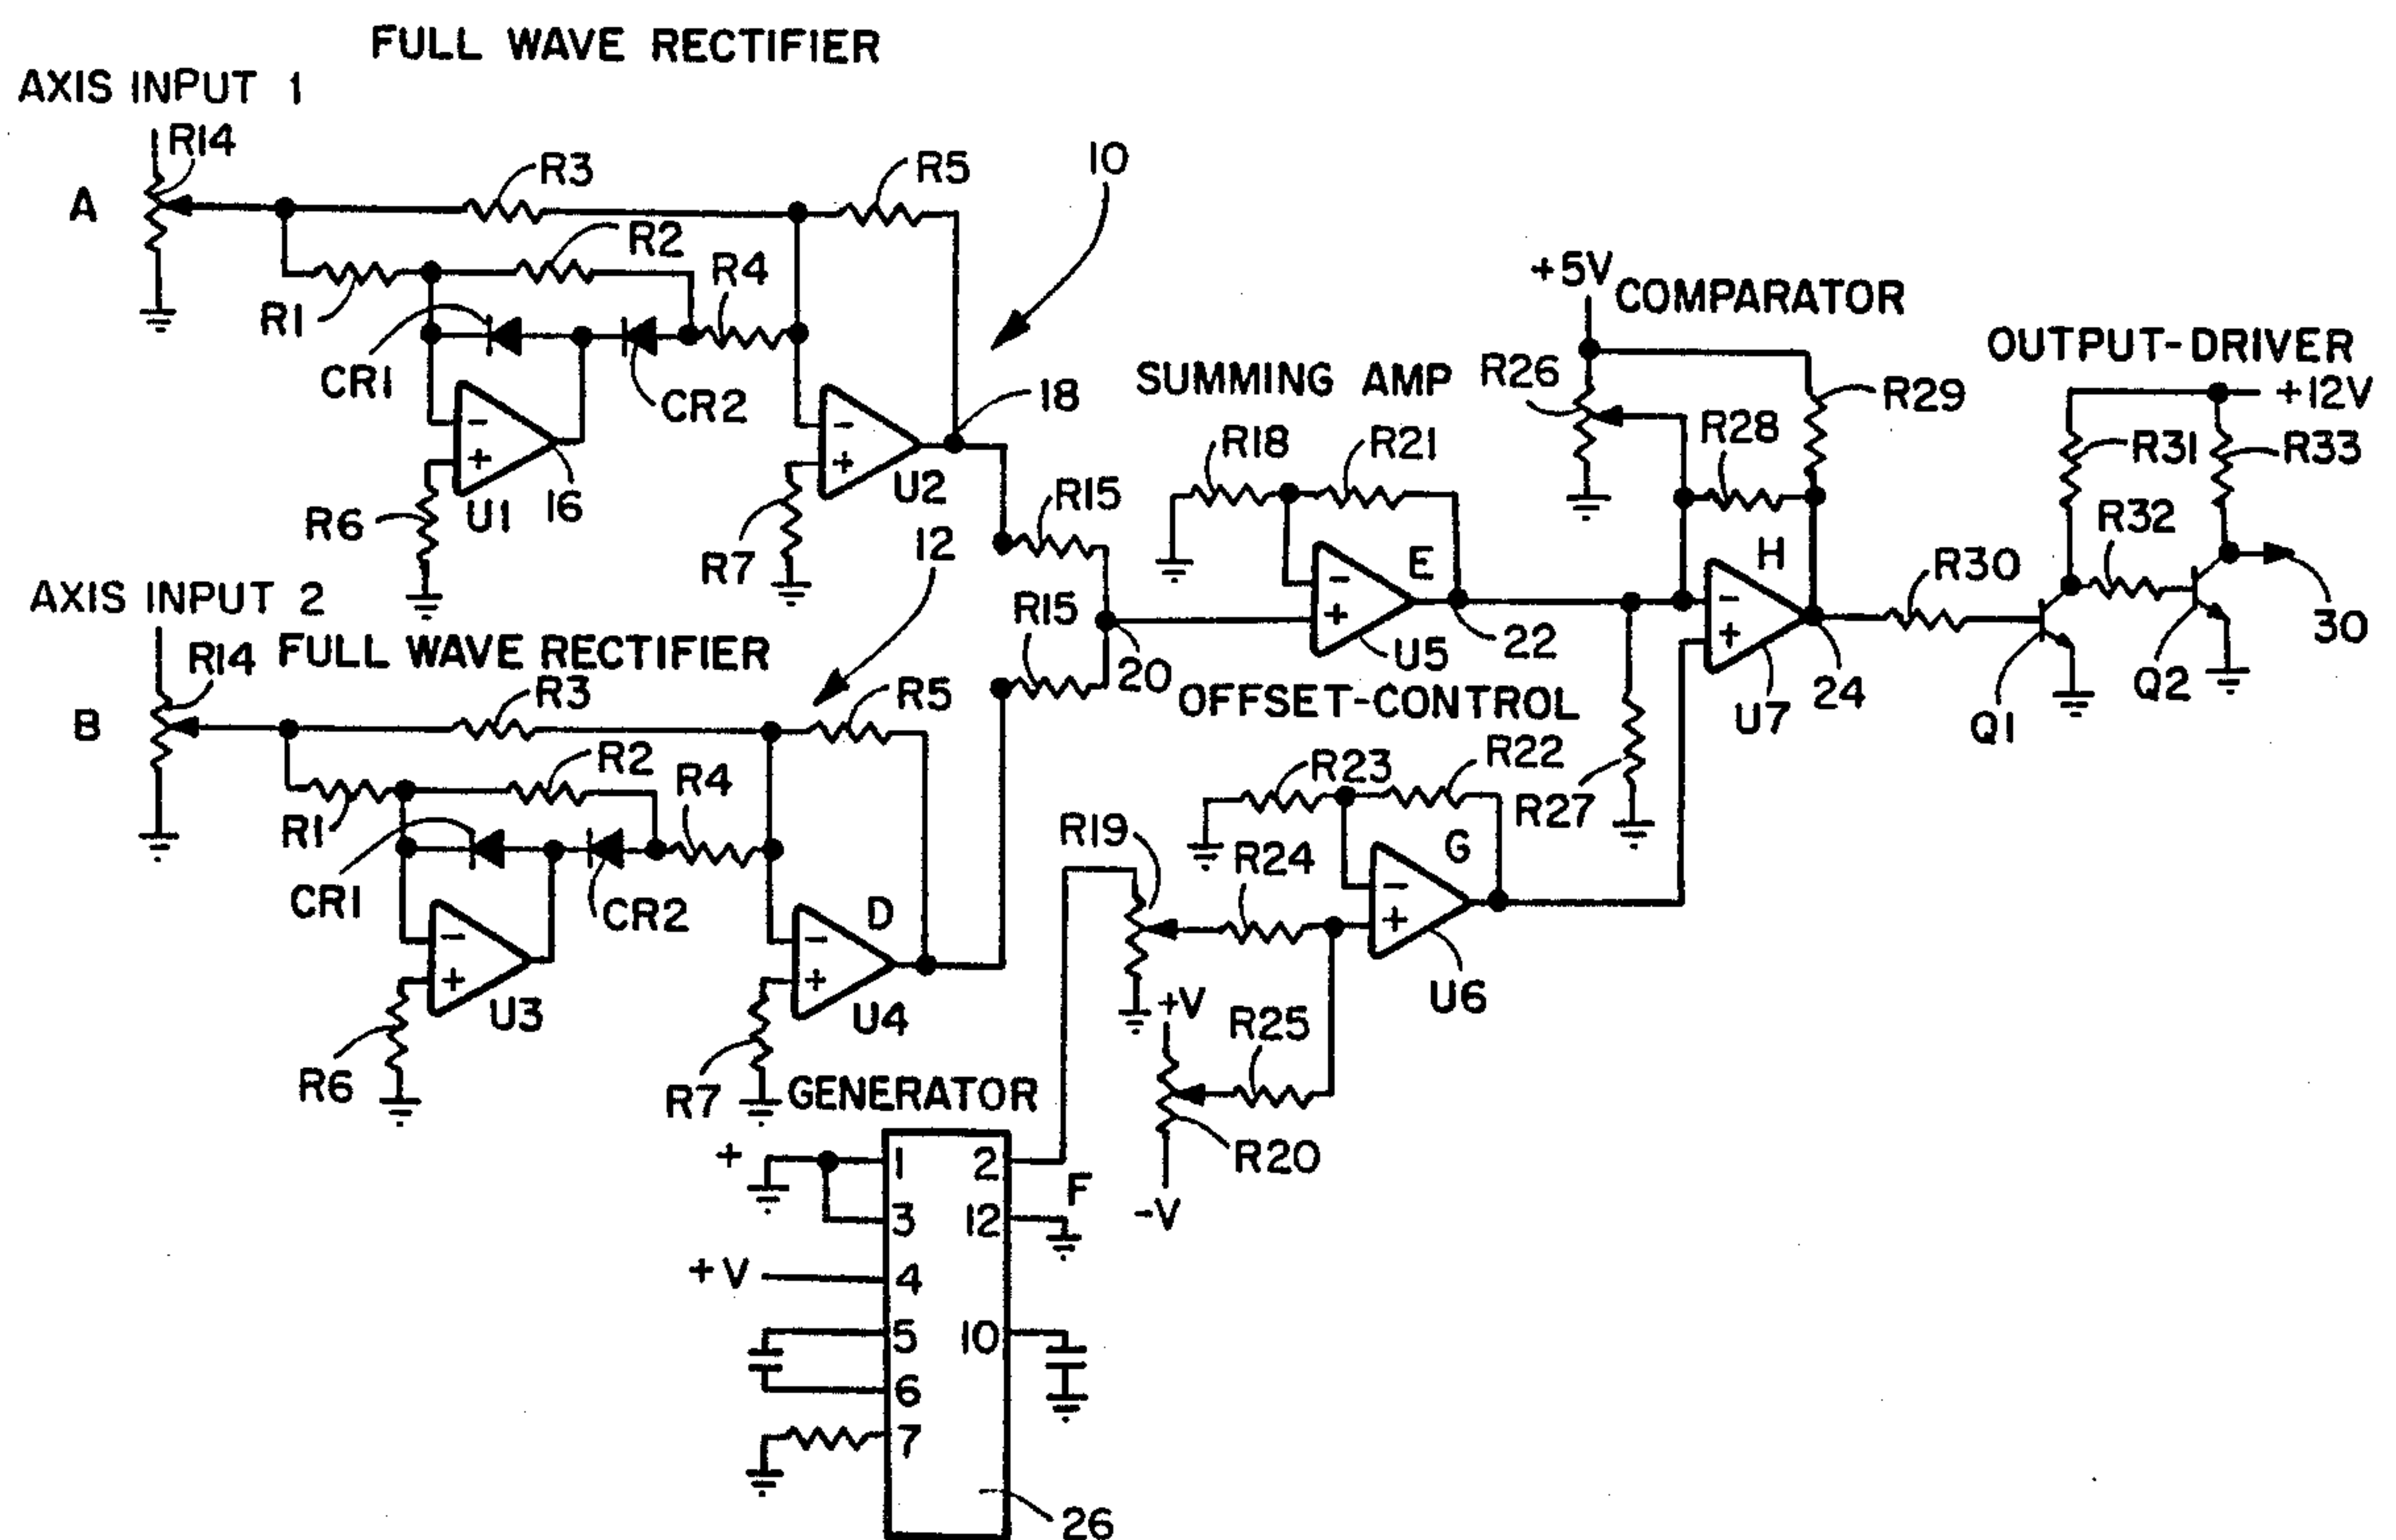 FULL WAVE RECTIFIER
AXIS INPUT 1
R14
A
R3
R5
10
R2
R4
R1
CR1
CR2
18
-
+
U1
16
R6
-
+
U2
R7
12
R15
R15
20
SUMMING AMP
R18
R21
E
-
+
U5
22
+5V
COMPARATOR
R26
R28
R29
H
-
+
U7
24
R27
OUTPUT-DRIVER
+12V
R31
R33
R32
R30
Q1
Q2
30
AXIS INPUT 2
R14
FULL WAVE RECTIFIER
B
R3
R5
R2
R4
R1
CR1
CR2
-
+
U3
R6
D
-
+
U4
R7
OFFSET-CONTROL
R23
R22
R19
R24
G
-
+
U6
+V
R25
R20
-V
GENERATOR
+
1
2
F
3
12
+V
4
5
10
6
7
26